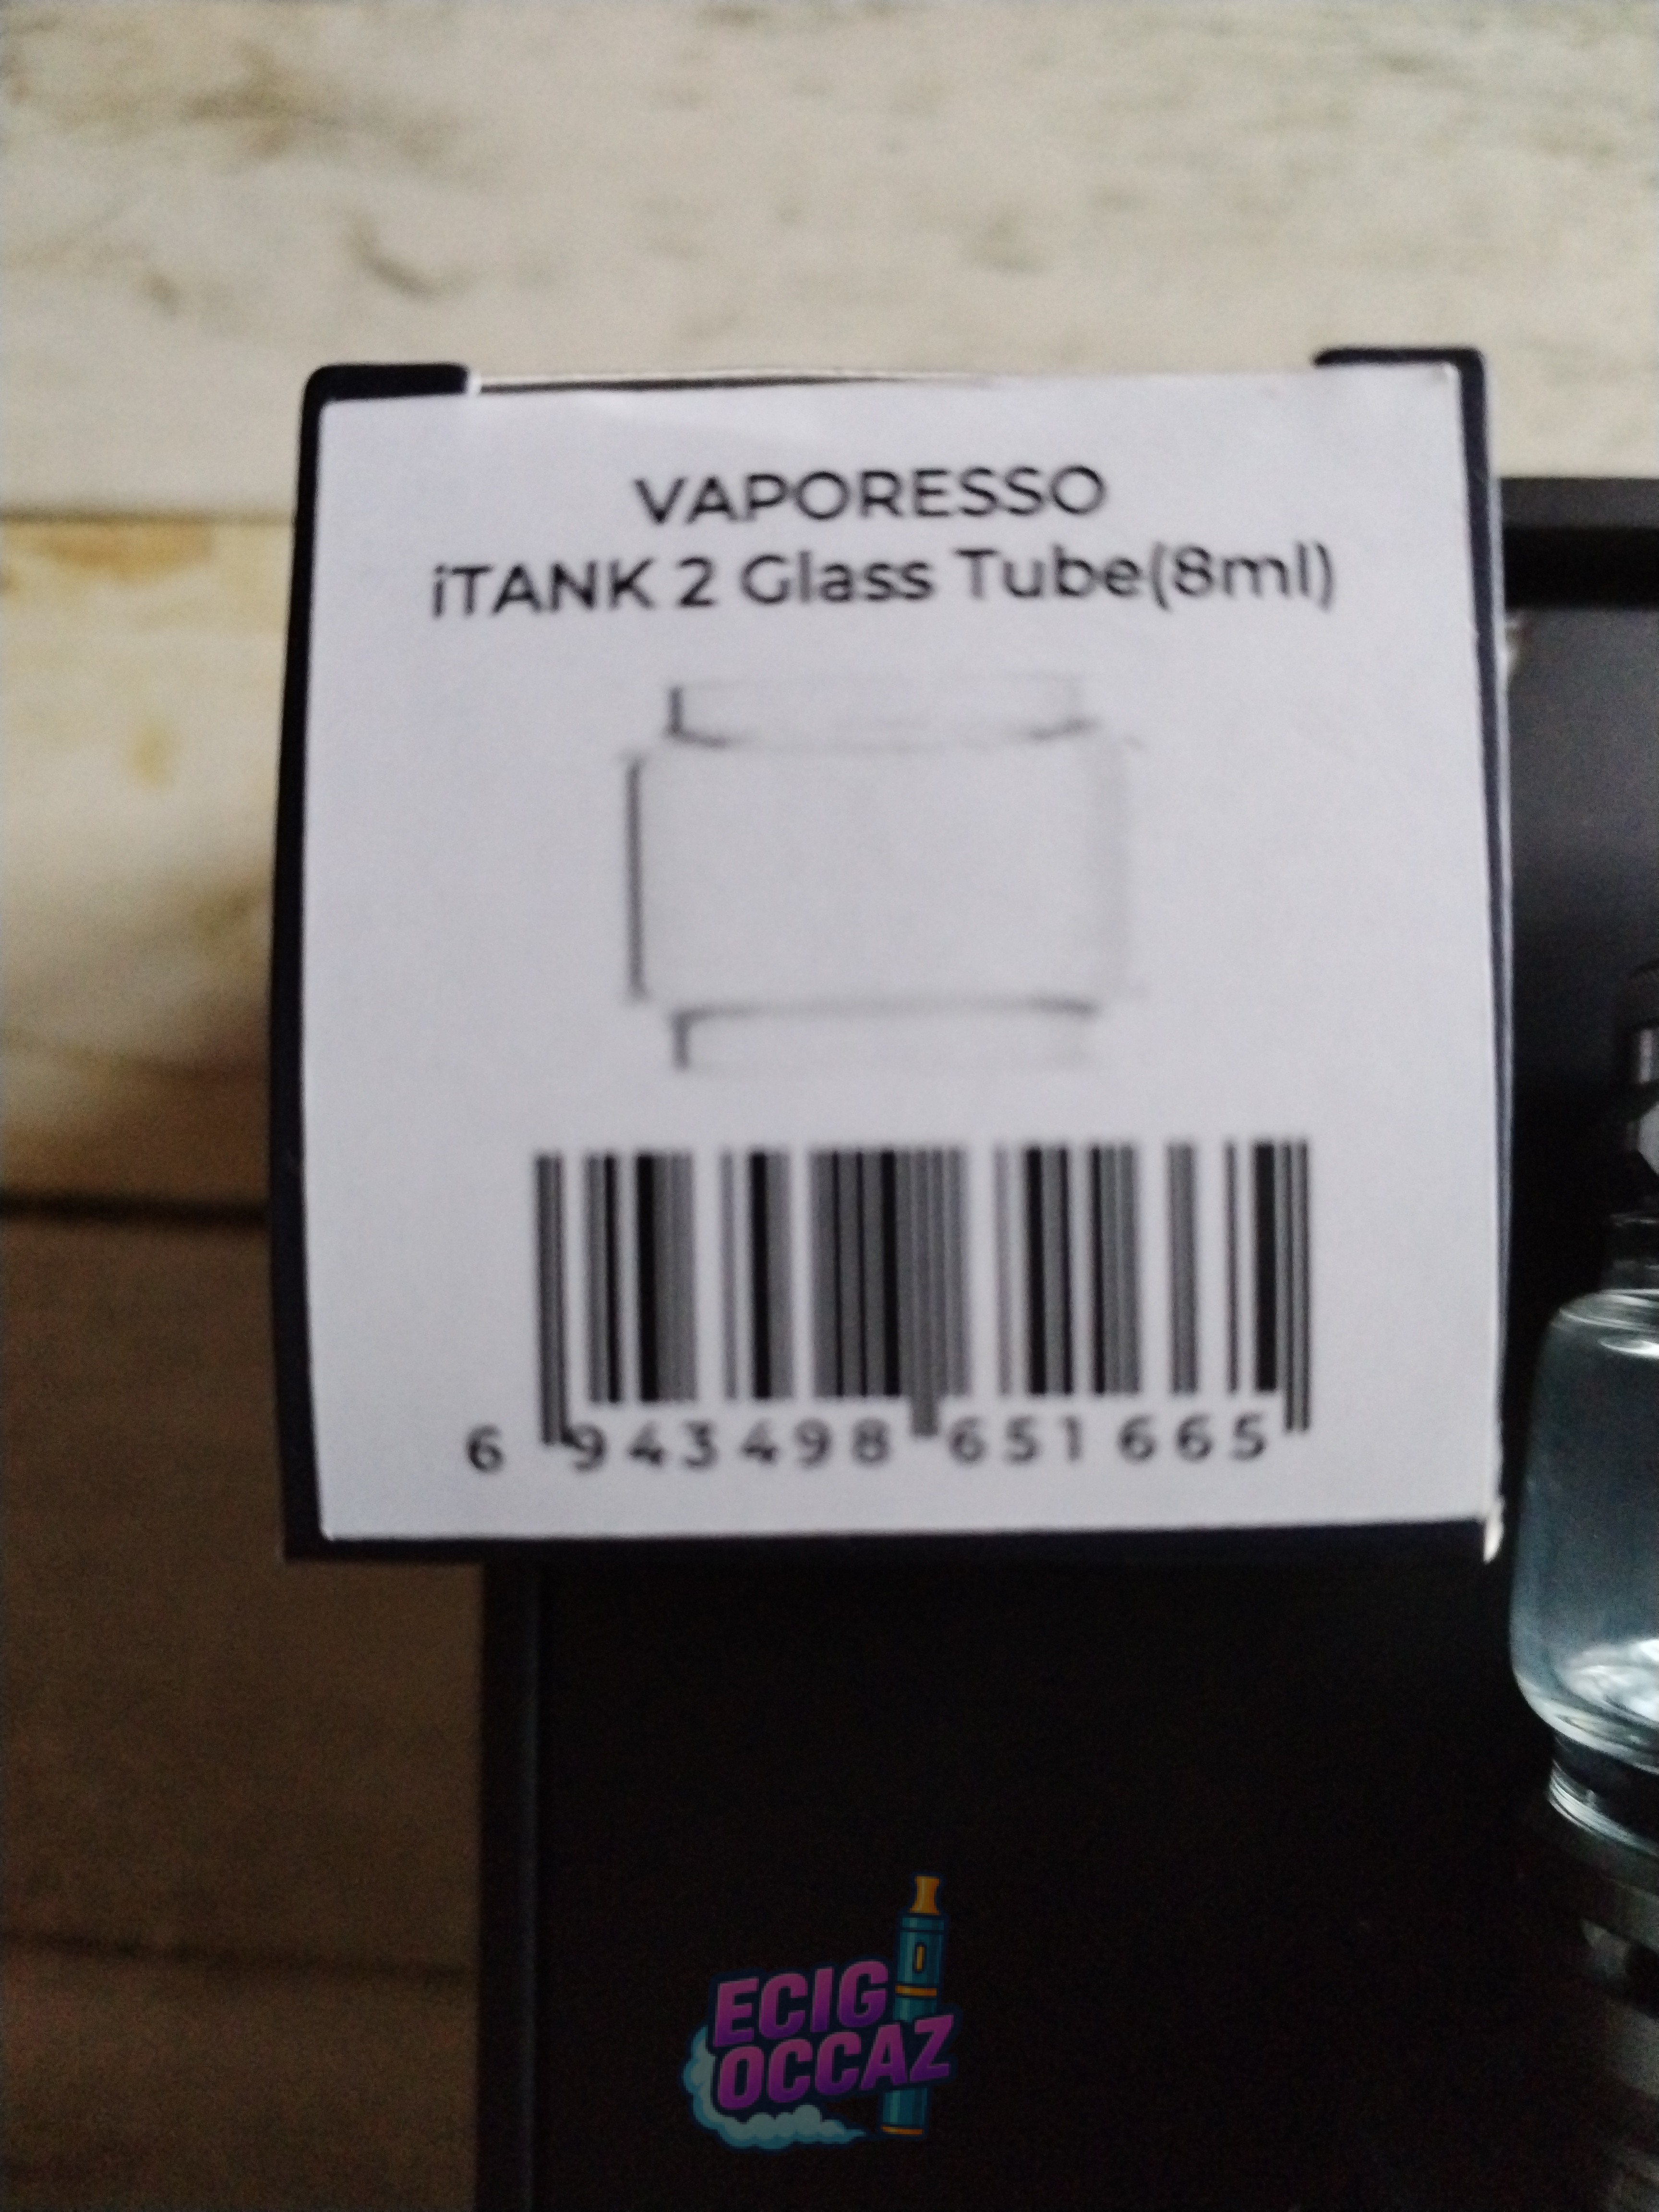 VAPORESSO
iTANK 2 Glass Tube(8ml)
6 943498 651665
ECIG
OCCAZ